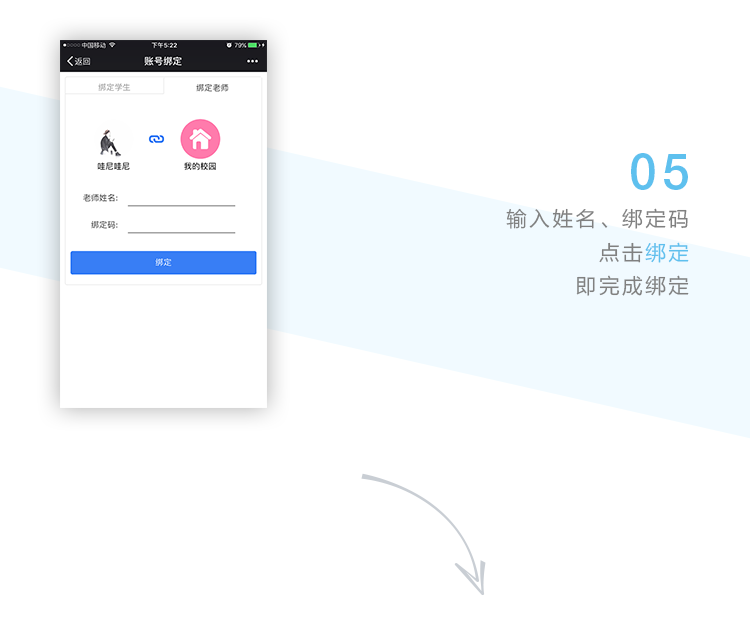 中国移动
下午5:22
79%
返回
账号绑定
绑定学生
绑定老师
哇尼哇尼
我的校园
老师姓名:
绑定码:
绑定
05
输入姓名、绑定码
点击绑定
即完成绑定